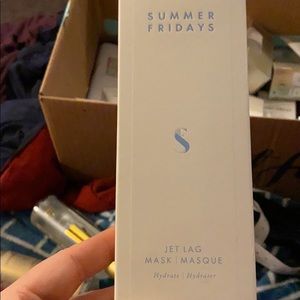 SUMMER
FRIDAYS
S
JET LAG
MASK | MASQUE
Hydrate | Hydrater